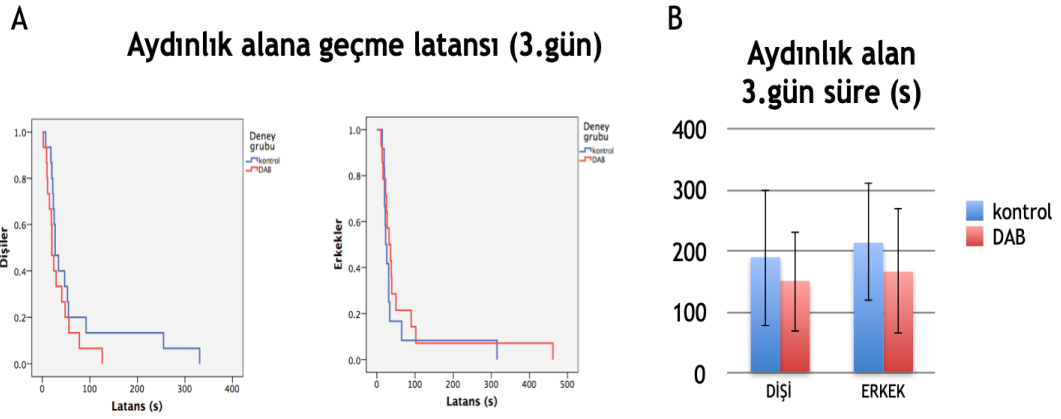 A
Aydınlık alana geçme latansı (3.gün)
Dişiler
1.0
0.8
0.6
0.4
0.2
0.0
0 100 200 300 400
Latans (s)
Deney
grubu
kontrol
DAB
Erkekler
1.0
0.8
0.6
0.4
0.2
0.0
0 100 200 300 400 500
Latans (s)
Deney
grubu
kontrol
DAB
B
Aydınlık alan
3.gün süre (s)
400
300
200
100
0
DİŞİ ERKEK
kontrol
DAB